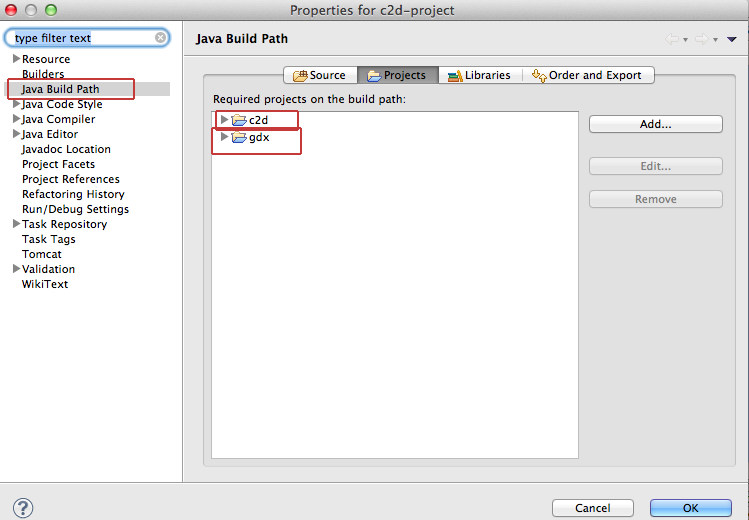 Properties for c2d-project
type filter text
Resource
Builders
Java Build Path
Java Code Style
Java Compiler
Java Editor
Javadoc Location
Project Facets
Project References
Refactoring History
Run/Debug Settings
Task Repository
Task Tags
Tomcat
Validation
WikiText
Java Build Path
Source Projects Libraries Order and Export
Required projects on the build path:
c2d
gdx
Add...
Edit...
Remove
?
Cancel OK